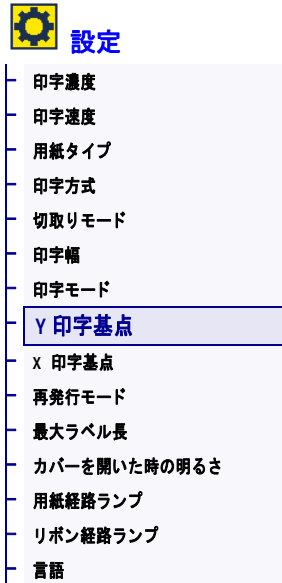 設定
印字濃度
印字速度
用紙タイプ
印字方式
切取りモード
印字幅
印字モード
Y 印字基点
X 印字基点
再発行モード
最大ラベル長
カバーを開いた時の明るさ
用紙経路ランプ
リボン経路ランプ
言語